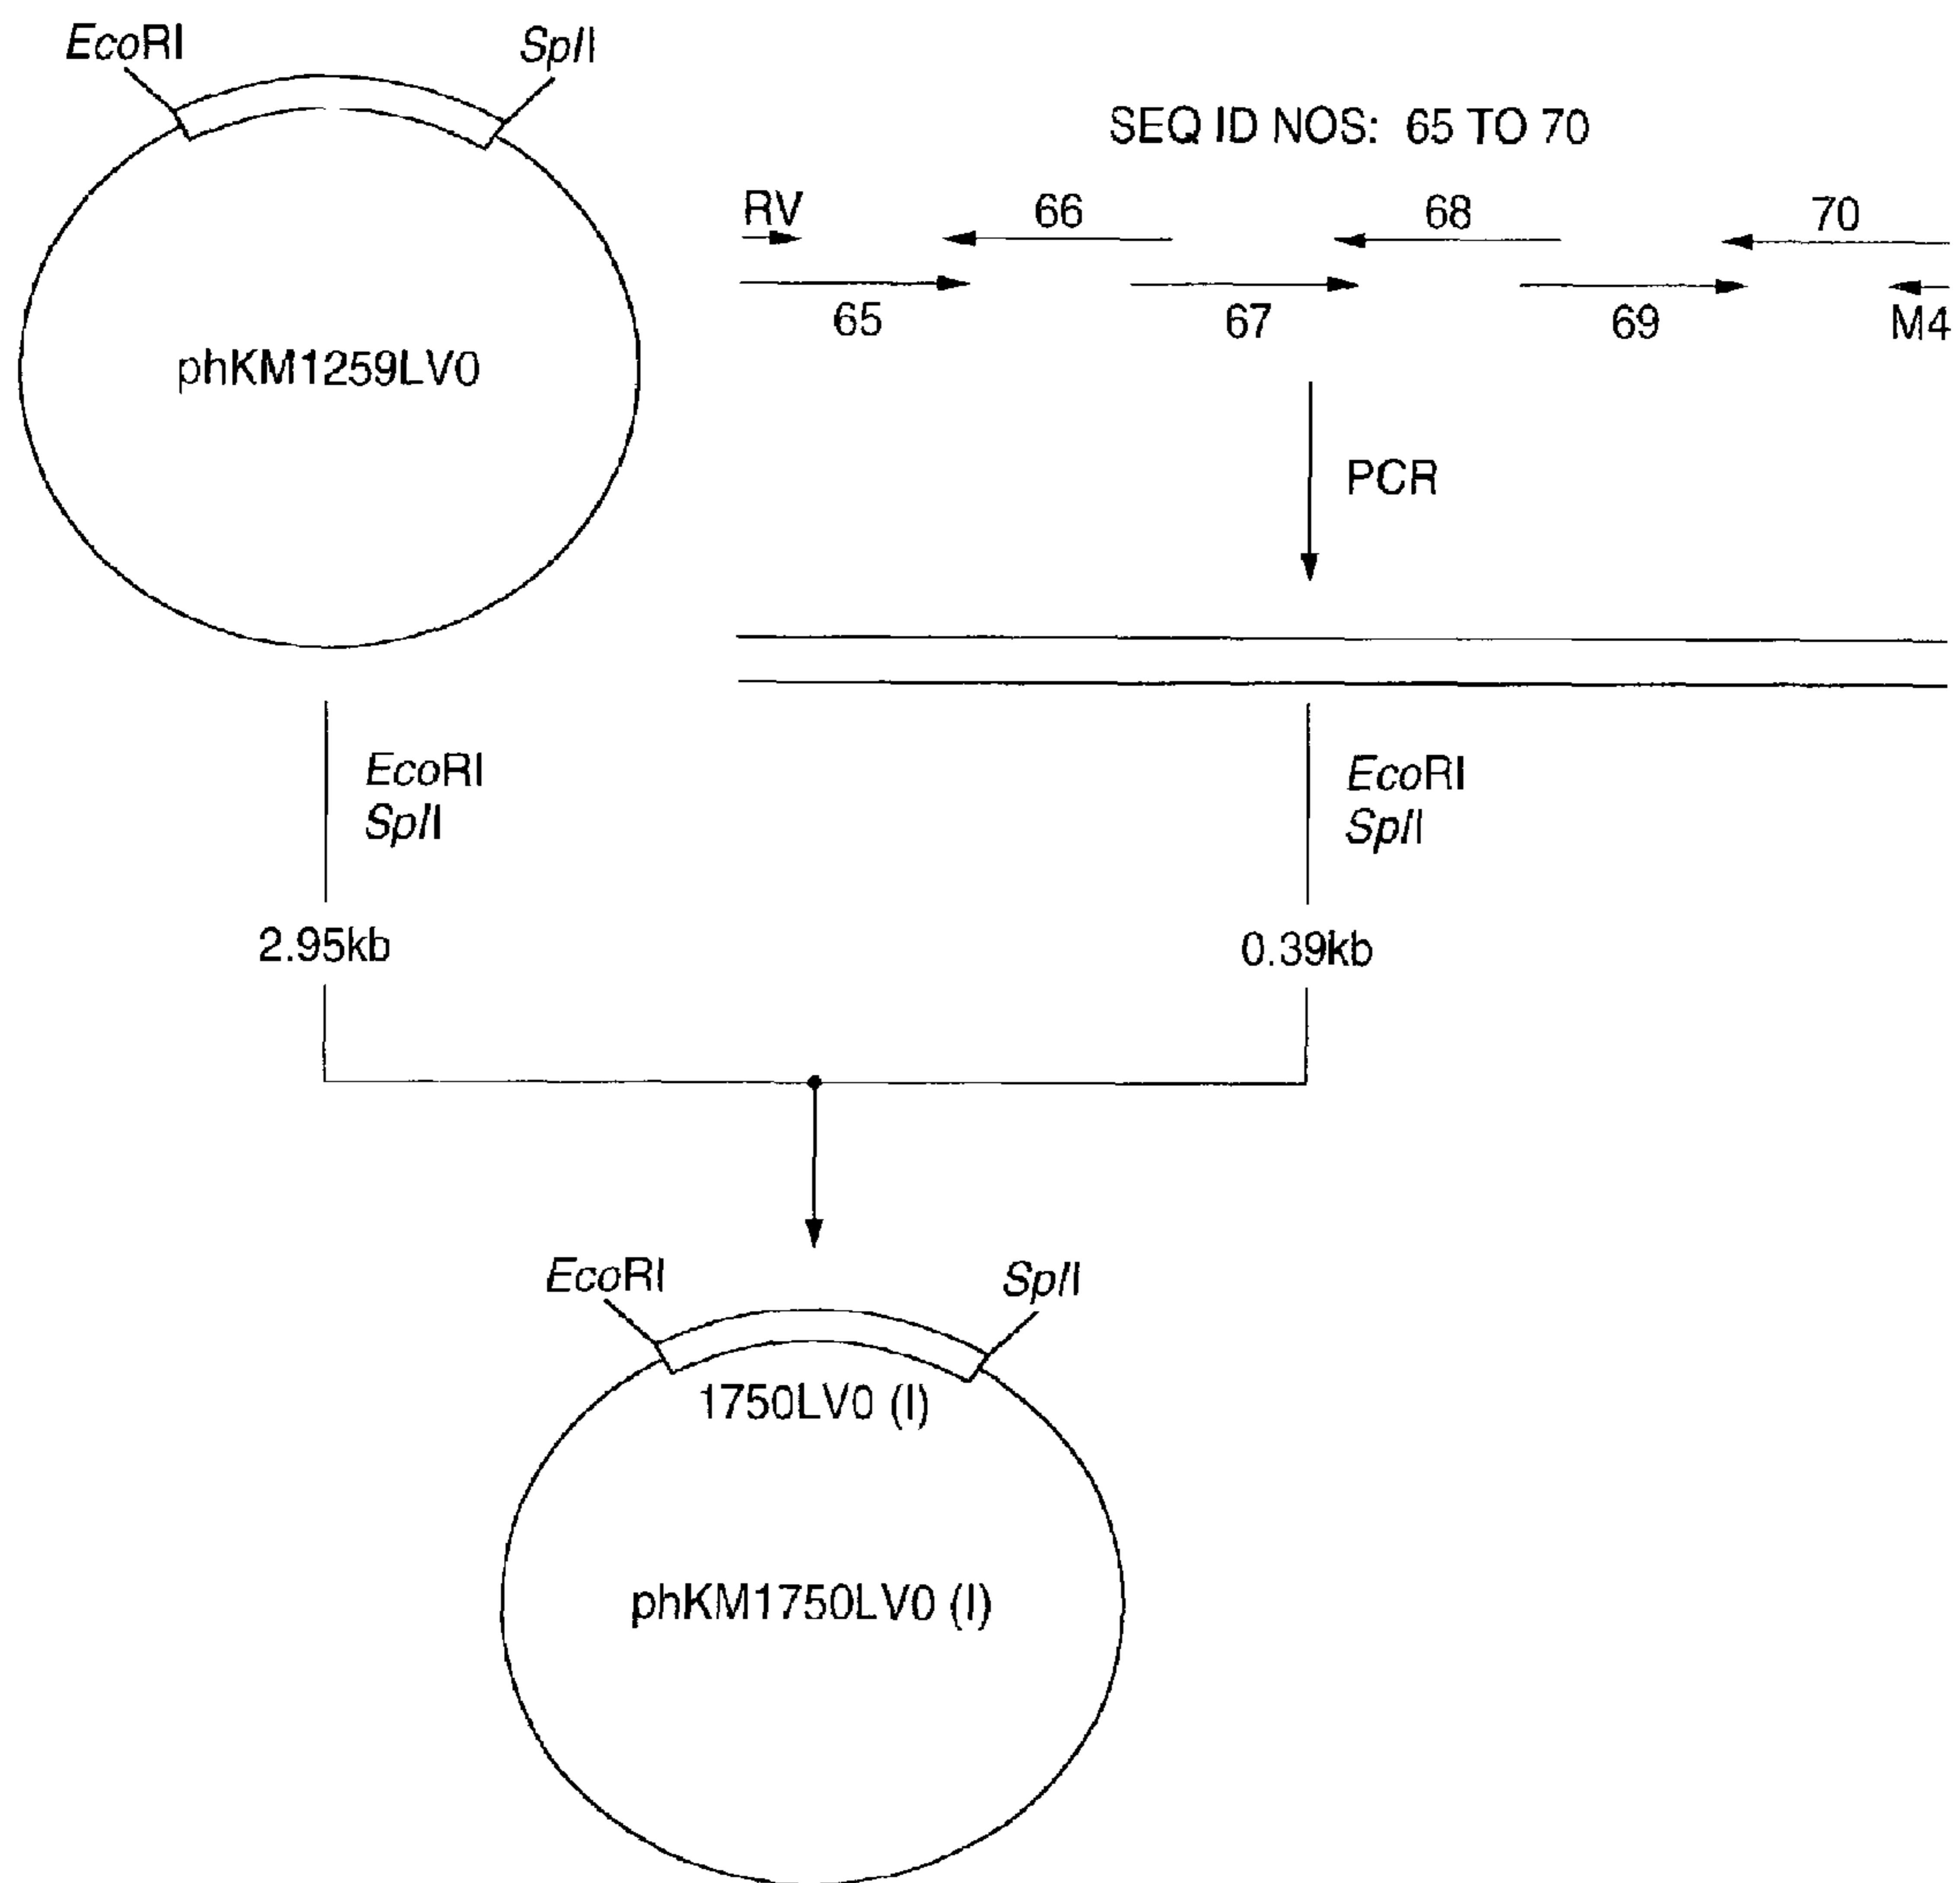 EcoRI
SplI
SEQ ID NOS: 65 TO 70
RV
66
68
70
65
67
69
M4
phKM1259LV0
PCR
EcoRI
SplI
EcoRI
SplI
2.95kb
0.39kb
EcoRI
SplI
1750LV0 (I)
phKM1750LV0 (I)